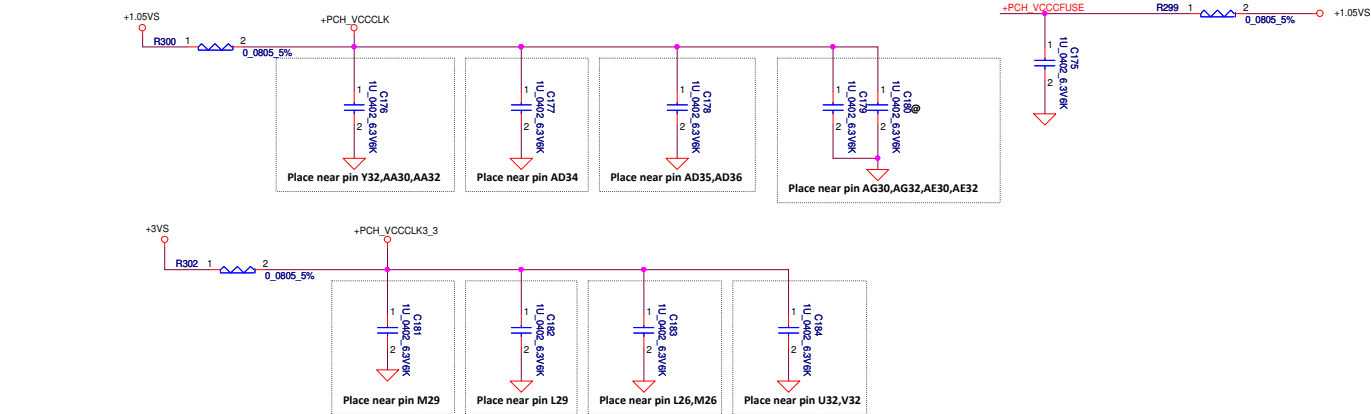 +1.05VS
+PCH_VCCCLK
R300 1 2
0_0805_5%
+PCH_VCCCFUSE
R299 1 2
0_0805_5%
+1.05VS
1
2
C175
1U_0402_6.3V6K
1
2
C176
1U_0402_6.3V6K
Place near pin Y32,AA30,AA32
1
2
C177
1U_0402_6.3V6K
Place near pin AD34
1
2
C178
1U_0402_6.3V6K
Place near pin AD35,AD36
1
2
C179
1U_0402_6.3V6K
1
2
C180
@
1U_0402_6.3V6K
Place near pin AG30,AG32,AE30,AE32
+3VS
+PCH_VCCCLK3_3
R302 1 2
0_0805_5%
1
2
C181
1U_0402_6.3V6K
Place near pin M29
1
2
C182
1U_0402_6.3V6K
Place near pin L29
1
2
C183
1U_0402_6.3V6K
Place near pin L26,M26
1
2
C184
1U_0402_6.3V6K
Place near pin U32,V32